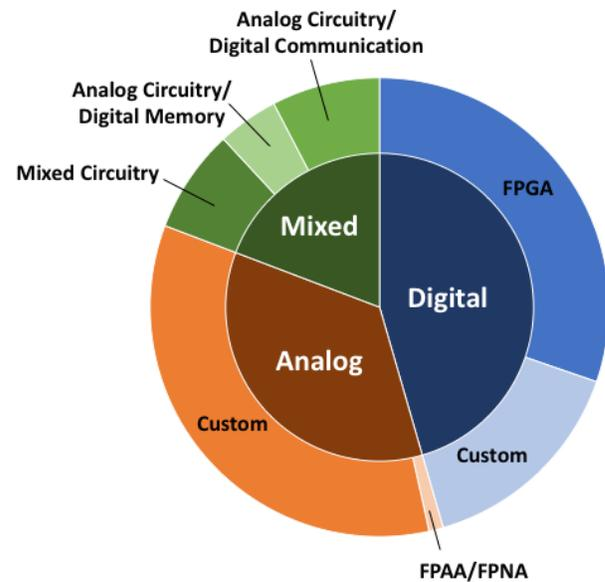 Analog Circuitry/
Digital Communication
Analog Circuitry/
Digital Memory
Mixed Circuitry
FPGA
Mixed
Digital
Analog
Custom
Custom
FPAA/FPNA